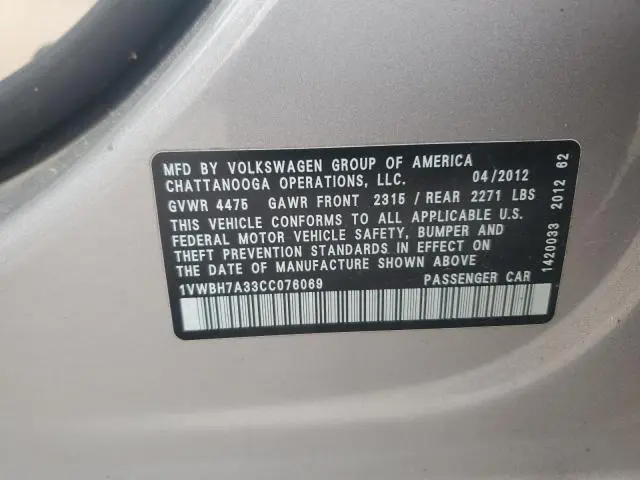 MFD BY VOLKSWAGEN GROUP OF AMERICA
CHATTANOOGA OPERATIONS, LLC. 04/2012
GVWR 4475 GAWR FRONT 2315 / REAR 2271 LBS
THIS VEHICLE CONFORMS TO ALL APPLICABLE U.S.
FEDERAL MOTOR VEHICLE SAFETY, BUMPER AND
THEFT PREVENTION STANDARDS IN EFFECT ON
THE DATE OF MANUFACTURE SHOWN ABOVE
1VWBH7A33CC076069 PASSENGER CAR
1420033 2012 62